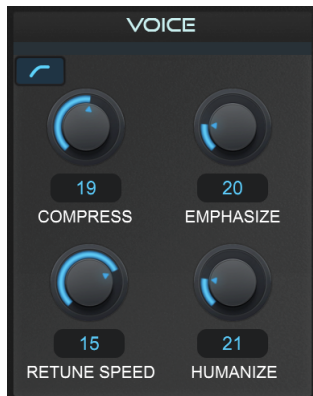 VOICE
19
20
COMPRESS
EMPHASIZE
15
21
RETUNE SPEED
HUMANIZE